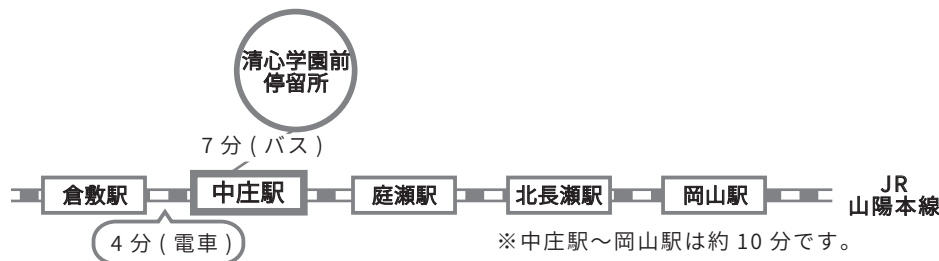 清心学園前
停留所
7分(バス)
倉敷駅
中庄駅
庭瀬駅
北長瀬駅
岡山駅
JR
山陽本線
4分(電車)
※中庄駅~岡山駅は約10分です。